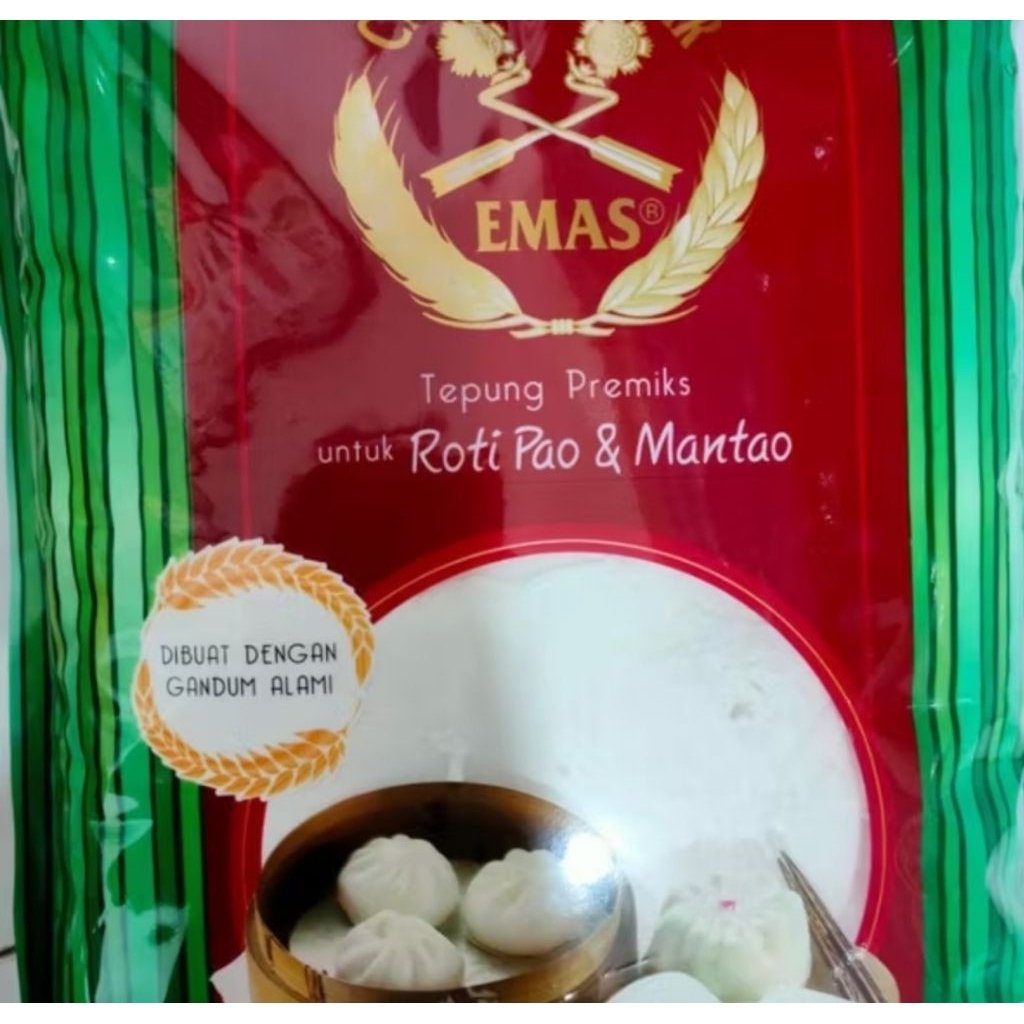 EMAS®
Tepung Premiks
untuk Roti Pao & Mantao
DIBUAT DENGAN
GANDUM ALAMI